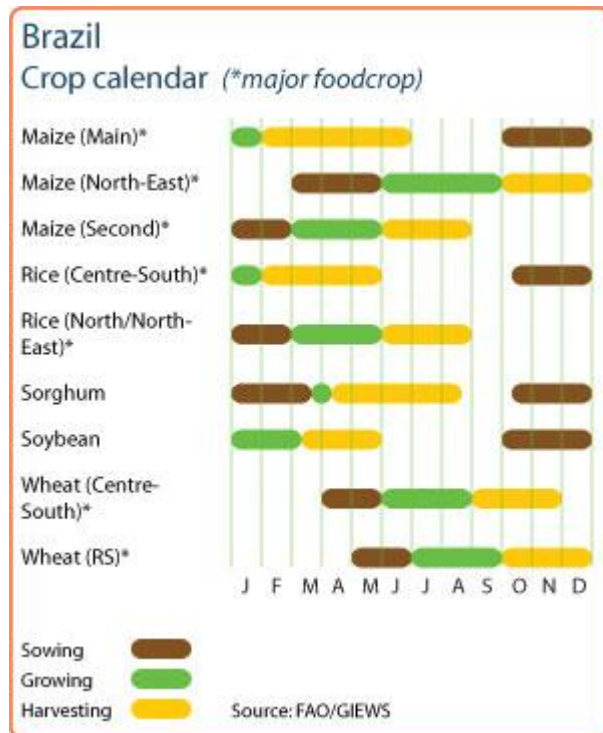 Brazil
Crop calendar (*major foodcrop)
Maize (Main)*
Maize (North-East)*
Maize (Second)*
Rice (Centre-South)*
Rice (North/North-
East)*
Sorghum
Soybean
Wheat (Centre-
South)*
Wheat (RS)*
J F M A M J J A S O N D
Sowing
Growing
Harvesting
Source: FAO/GIEWS